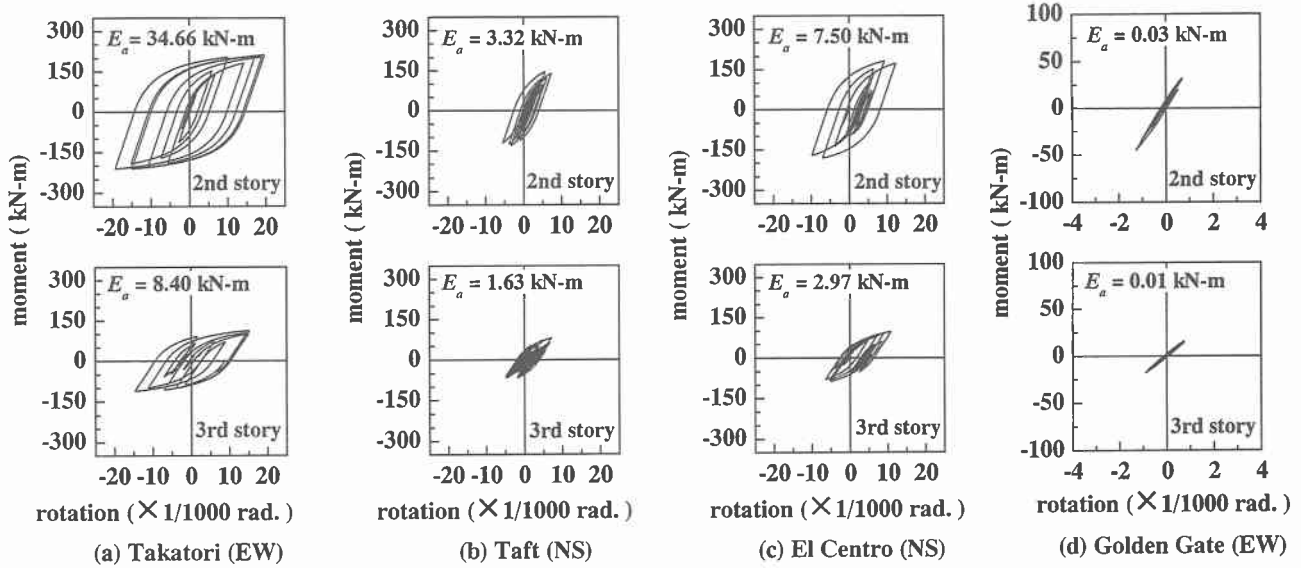 300
E_a = 34.66 kN-m
150
0
-150
-300
2nd story
-20 -10 0 10 20
300
E_a = 3.32 kN-m
150
0
-150
-300
2nd story
-20 -10 0 10 20
300
E_a = 7.50 kN-m
150
0
-150
-300
2nd story
-20 -10 0 10 20
100
E_a = 0.03 kN-m
50
0
-50
-100
2nd story
-4 -2 0 2 4
moment ( kN-m)
moment ( kN-m)
moment ( kN-m)
moment ( kN-m)
300
E_a = 8.40 kN-m
150
0
-150
-300
3rd story
-20 -10 0 10 20
300
E_a = 1.63 kN-m
150
0
-150
-300
3rd story
-20 -10 0 10 20
300
E_a = 2.97 kN-m
150
0
-150
-300
3rd story
-20 -10 0 10 20
100
E_a = 0.01 kN-m
50
0
-50
-100
3rd story
-4 -2 0 2 4
rotation ( × 1/1000 rad. )
rotation ( × 1/1000 rad. )
rotation ( × 1/1000 rad. )
rotation ( × 1/1000 rad. )
(a) Takatori (EW)
(b) Taft (NS)
(c) El Centro (NS)
(d) Golden Gate (EW)